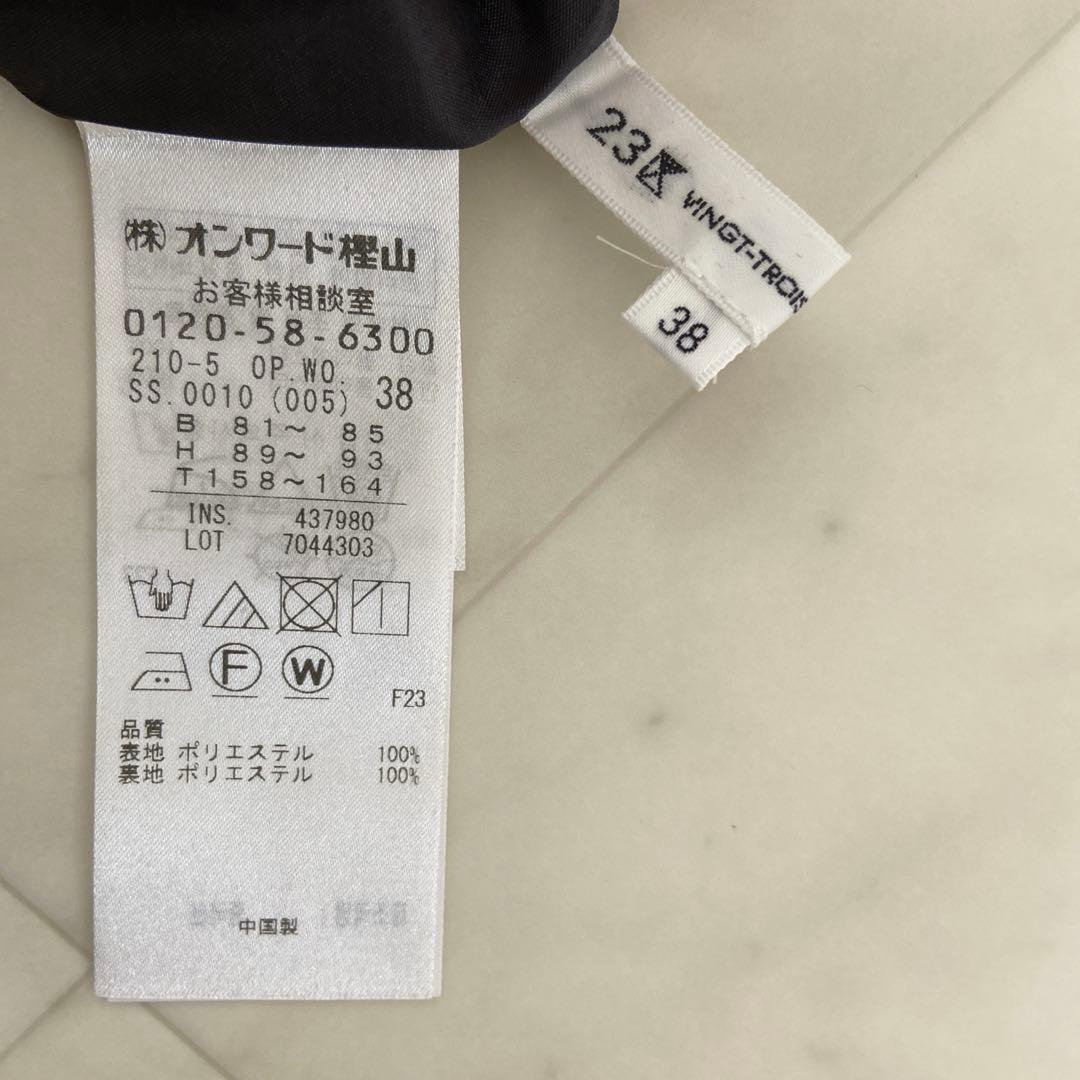 ㈱オンワード樫山
お客様相談室
0120-58-6300
210-5 OP.WO.
SS.0010 (005) 38
B 81～ 85
H 89～ 93
T158～164
INS. 437980
LOT 7044303
F W
F23
品質
表地 ポリエステル 100%
裏地 ポリエステル 100%
中国製
23区 VINGT-TROIS
38